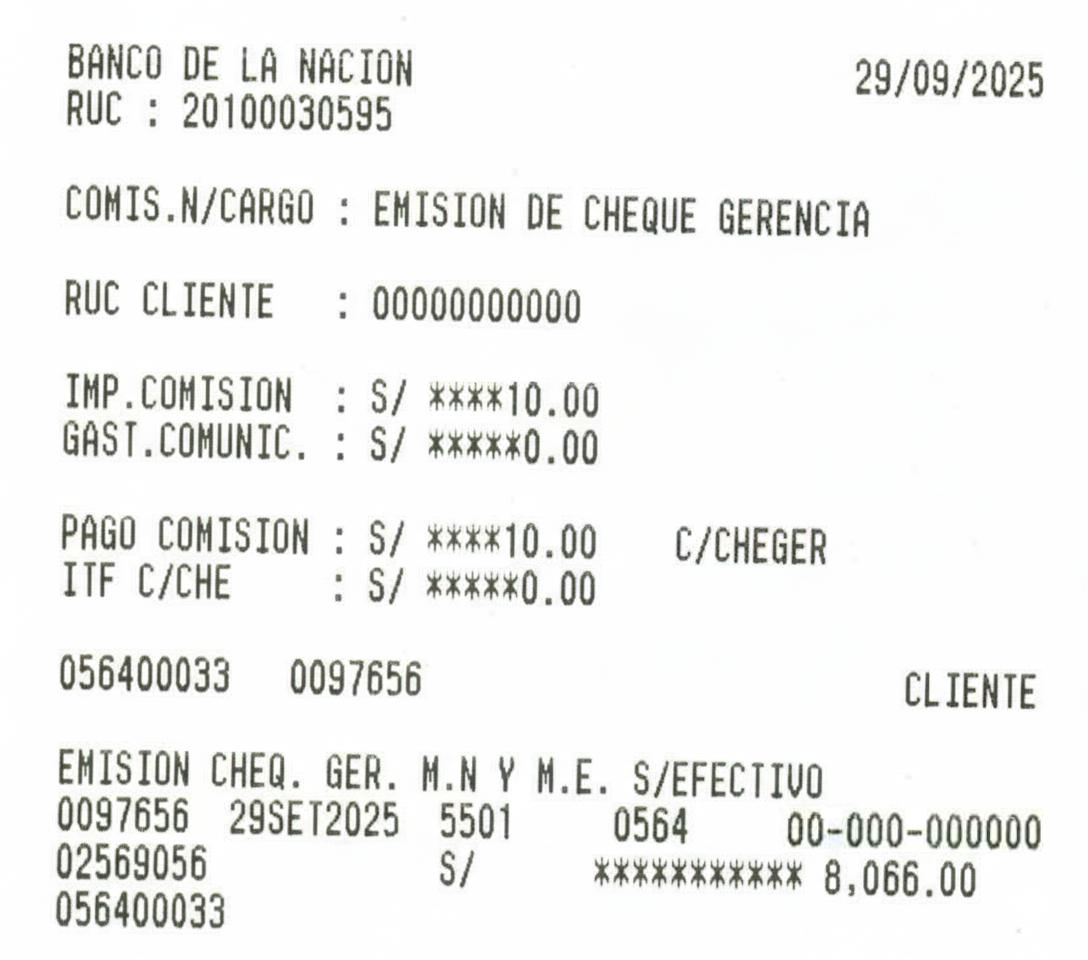 BANCO DE LA NACION 29/09/2025
RUC : 20100030595
COMIS.N/CARGO : EMISION DE CHEQUE GERENCIA
RUC CLIENTE : 00000000000
IMP.COMISION : S/ ****10.00
GAST.COMUNIC. : S/ *****0.00
PAGO COMISION : S/ ****10.00 C/CHEGER
ITF C/CHE : S/ *****0.00
056400033 0097656 CLIENTE
EMISION CHEQ. GER. M.N Y M.E. S/EFECTIVO
0097656 29SET2025 5501 0564 00-000-000000
02569056 S/ *********** 8,066.00
056400033